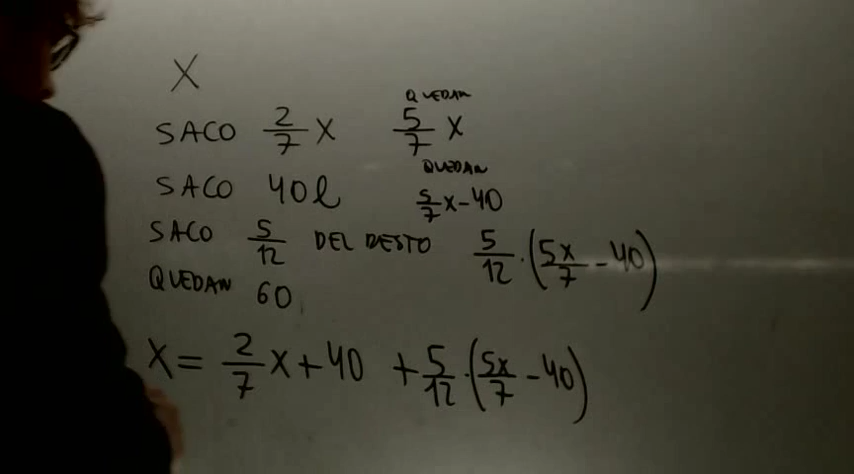 X
QUEDAN
SACO 2/7 X 5/7 X
QUEDAN
SACO 40l 5/7 x-40
SACO 5/12 DEL RESTO 5/12 · (5x/7 - 40)
QUEDAN 60
X = 2/7 X + 40 + 5/12 · (5x/7 - 40)